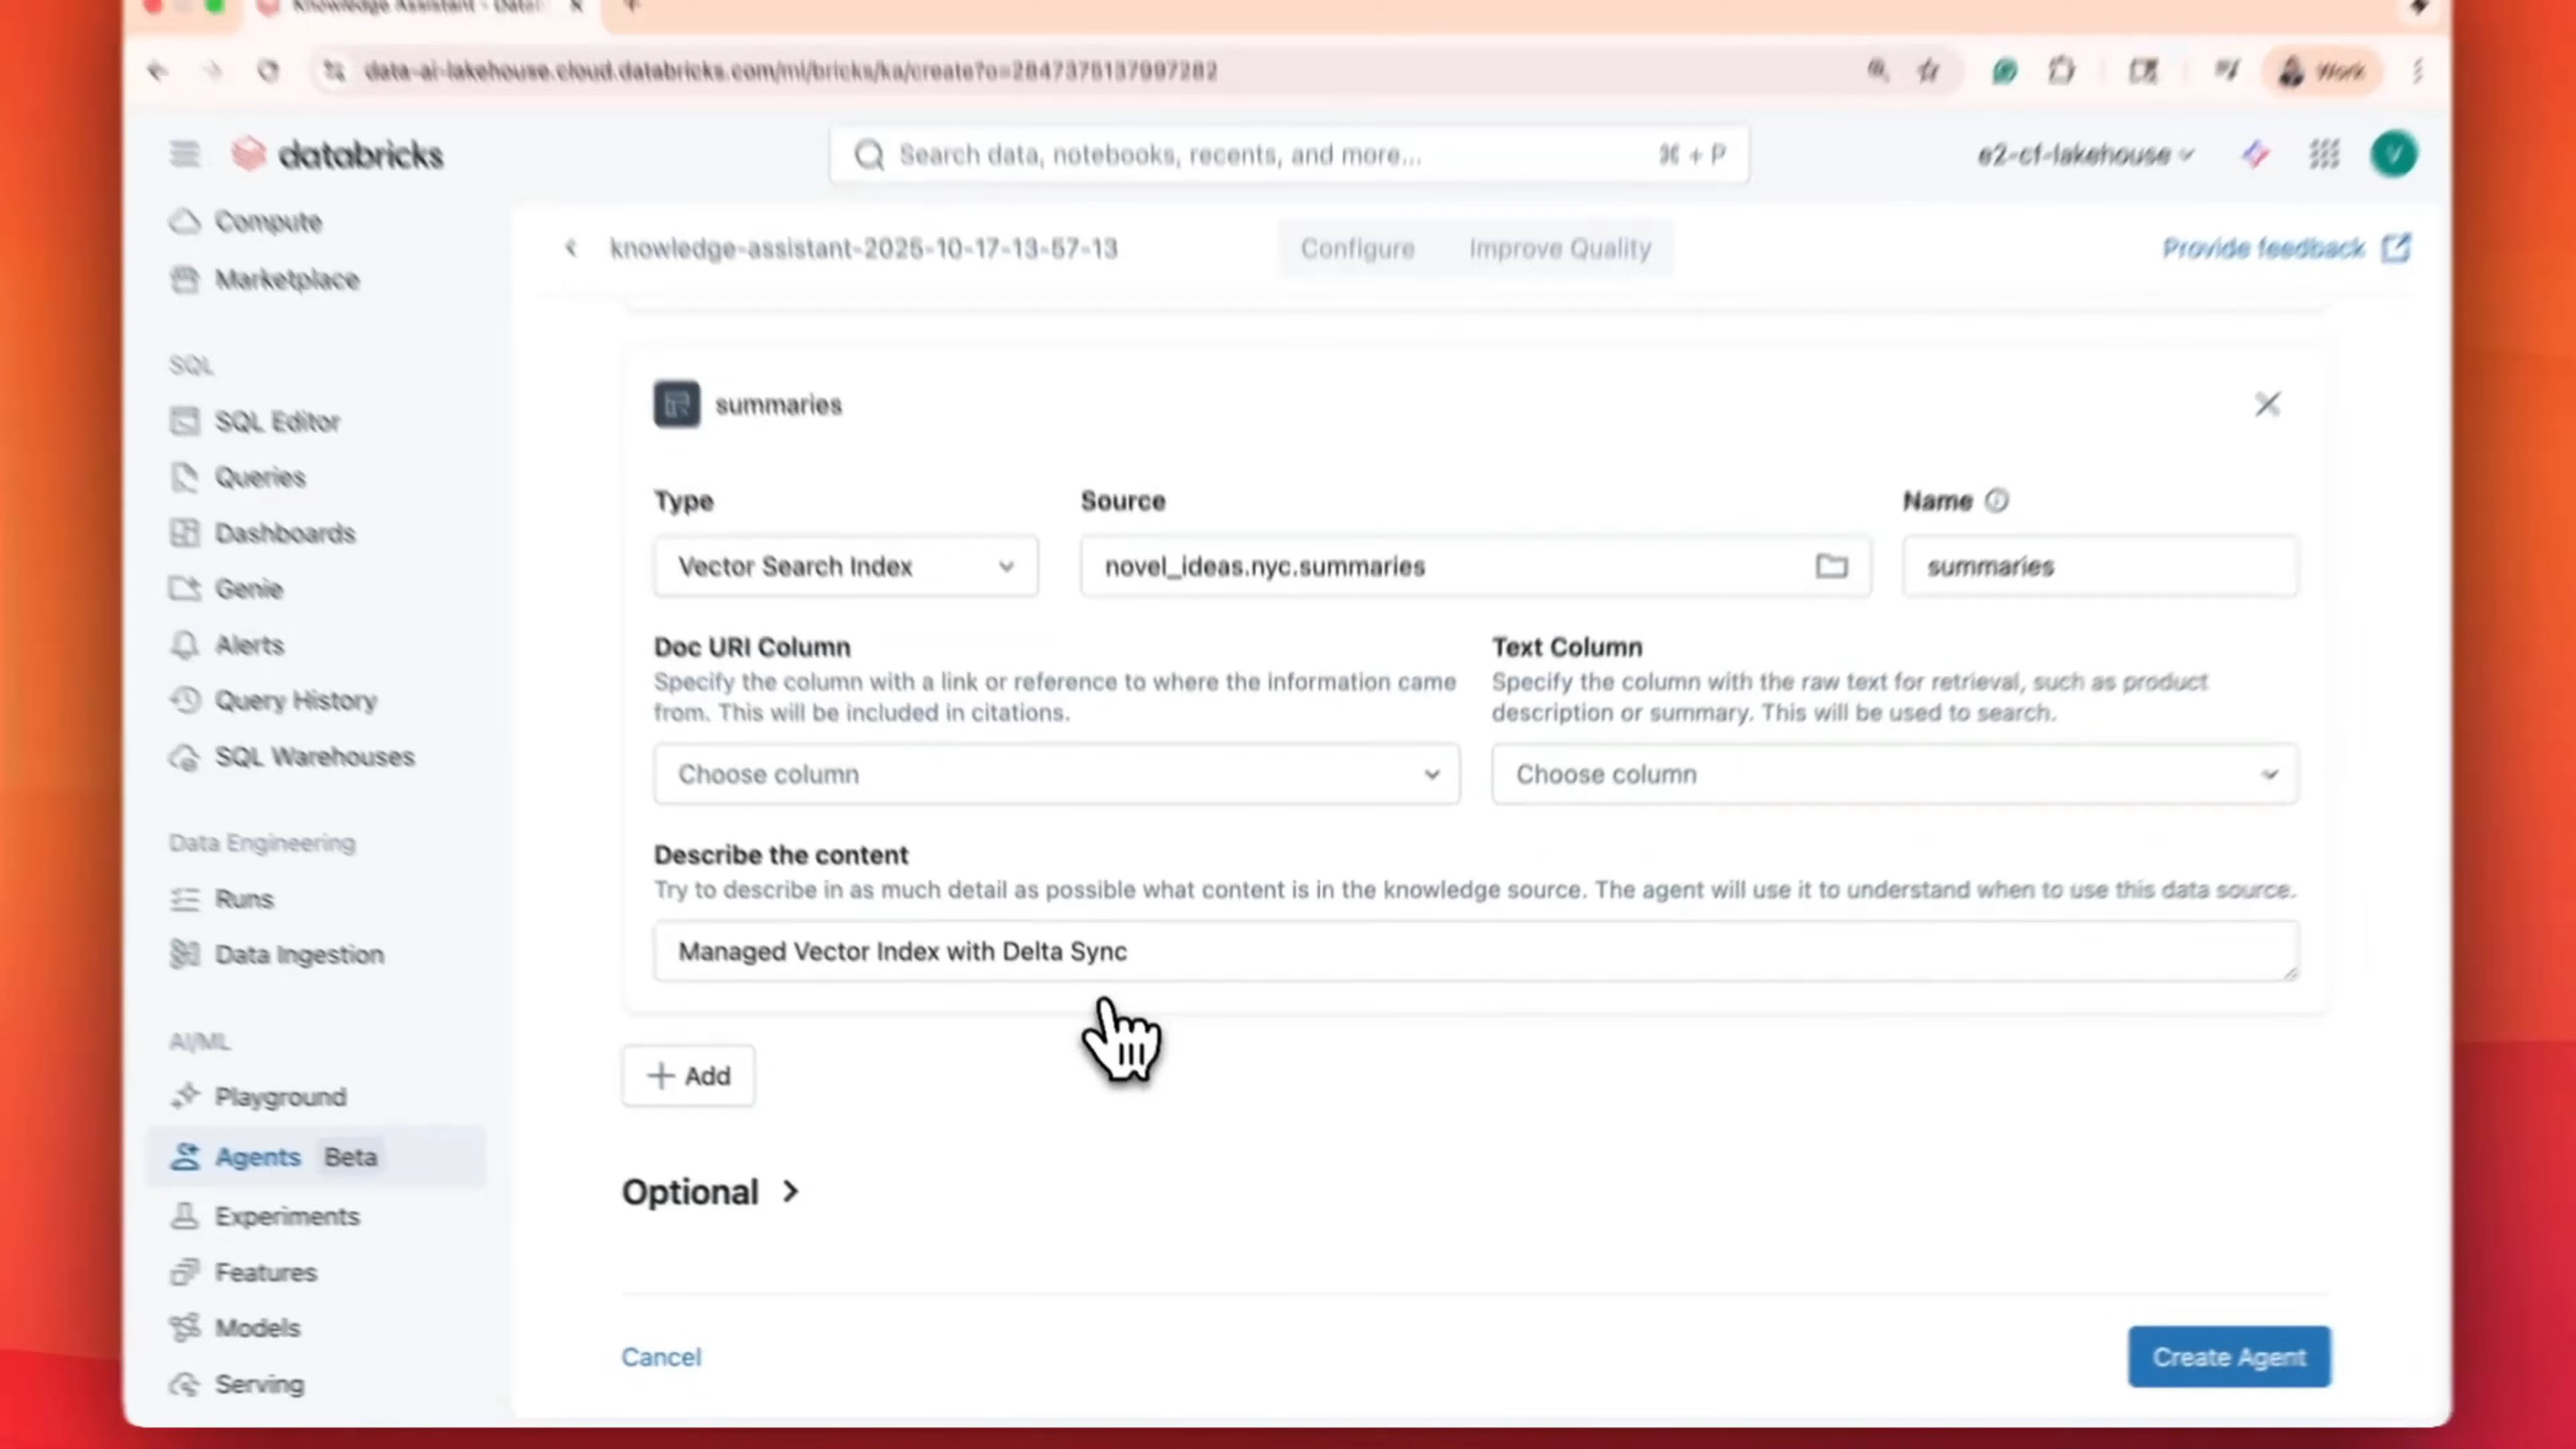 data-ai-lakehouse.cloud.databricks.com/ml/bricks/ka/create?o=2847375137997282
Work
databricks
Search data, notebooks, recents, and more...
⌘ + P
e2-cf-lakehouse
Compute
Marketplace
SQL
SQL Editor
Queries
Dashboards
Genie
Alerts
Query History
SQL Warehouses
Data Engineering
Runs
Data Ingestion
AI/ML
Playground
Agents Beta
Experiments
Features
Models
Serving
knowledge-assistant-2025-10-17-13-57-13
Configure
Improve Quality
Provide feedback
summaries
Type
Source
Name
Vector Search Index
novel_ideas.nyc.summaries
summaries
Doc URI Column
Specify the column with a link or reference to where the information came
from. This will be included in citations.
Choose column
Text Column
Specify the column with the raw text for retrieval, such as product
description or summary. This will be used to search.
Choose column
Describe the content
Try to describe in as much detail as possible what content is in the knowledge source. The agent will use it to understand when to use this data source.
Managed Vector Index with Delta Sync
+ Add
Optional
Cancel
Create Agent